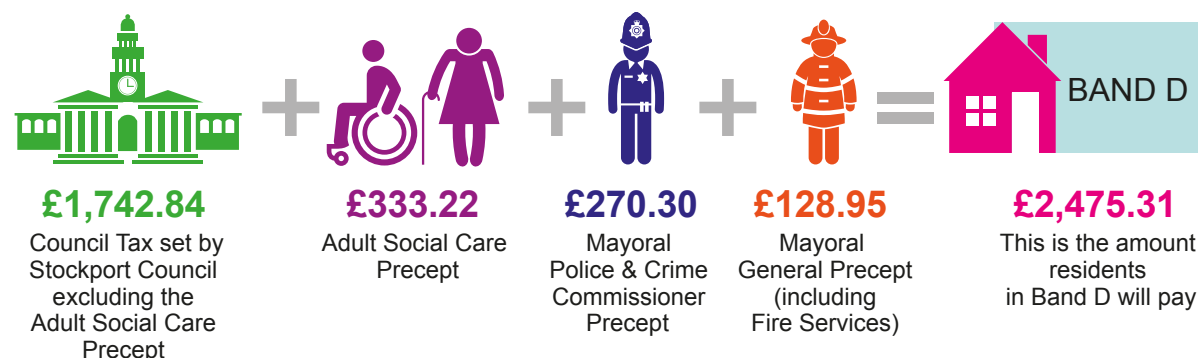 BAND D
£1,742.84
Council Tax set by
Stockport Council
excluding the
Adult Social Care
Precept
£333.22
Adult Social Care
Precept
£270.30
Mayoral
Police & Crime
Commissioner
Precept
£128.95
Mayoral
General Precept
(including
Fire Services)
£2,475.31
This is the amount
residents
in Band D will pay